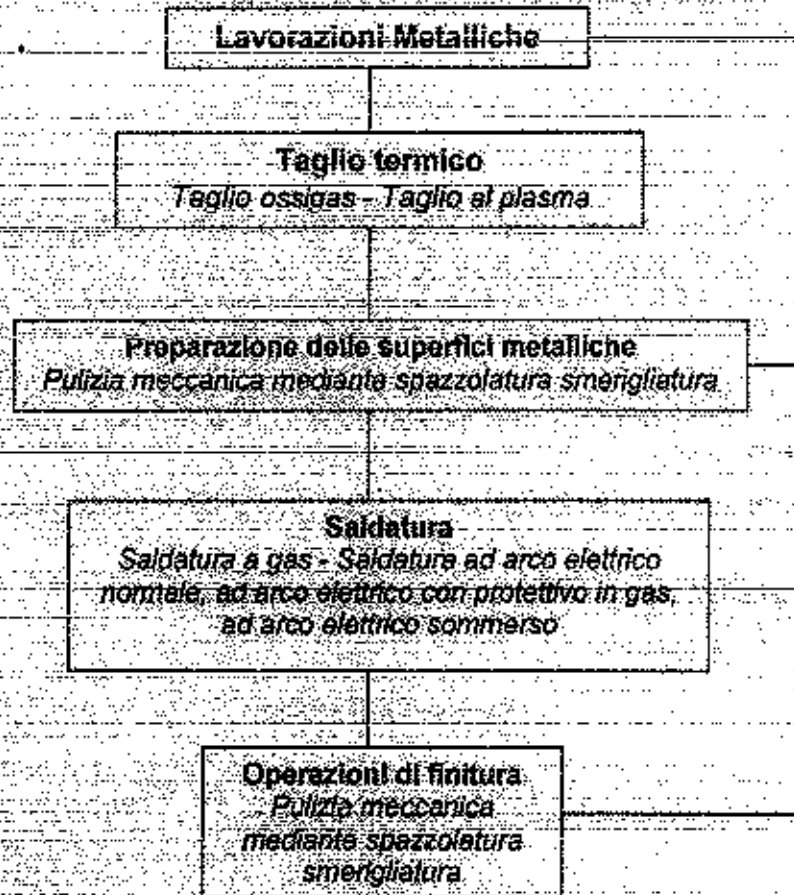 Lavorazioni Metalliche
Taglio termico
Taglio ossigas - Taglio al plasma
Preparazione delle superfici metalliche
Pulizia meccanica mediante spazzolatura smerigliatura
Saldatura
Saldatura a gas - Saldatura ad arco elettrico
normale, ad arco elettrico con protettivo in gas,
ad arco elettrico sommerso
Operazioni di finitura
Pulizia meccanica
mediante spazzolatura
smerigliatura